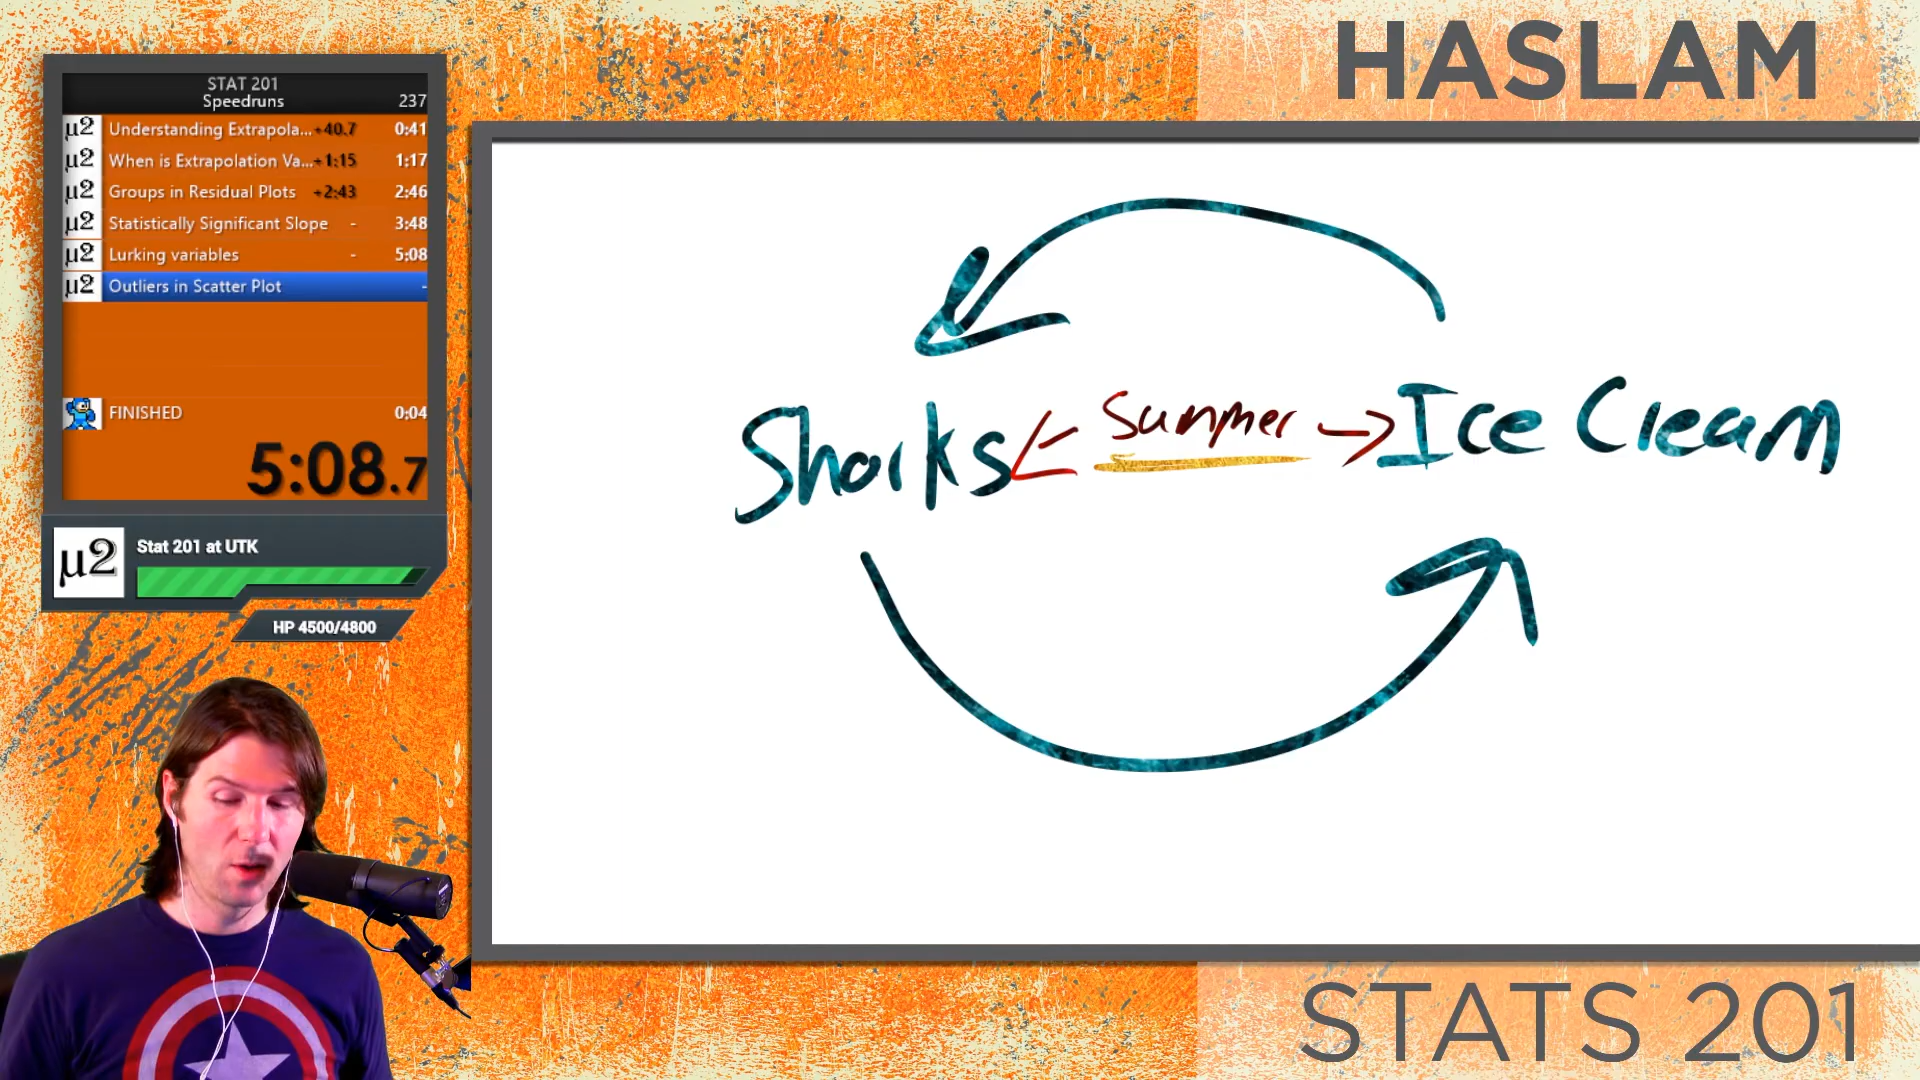 HASLAM
STAT 201
Speedruns 237
μ2 Understanding Extrapola... +40.7 0:41
μ2 When is Extrapolation Va... +1:15 1:17
μ2 Groups in Residual Plots +2:43 2:46
μ2 Statistically Significant Slope - 3:48
μ2 Lurking variables - 5:08
μ2 Outliers in Scatter Plot -
FINISHED 0:04
5:08.7
μ2 Stat 201 at UTK
HP 4500/4800
Sharks Summer Ice Cream
STATS 201